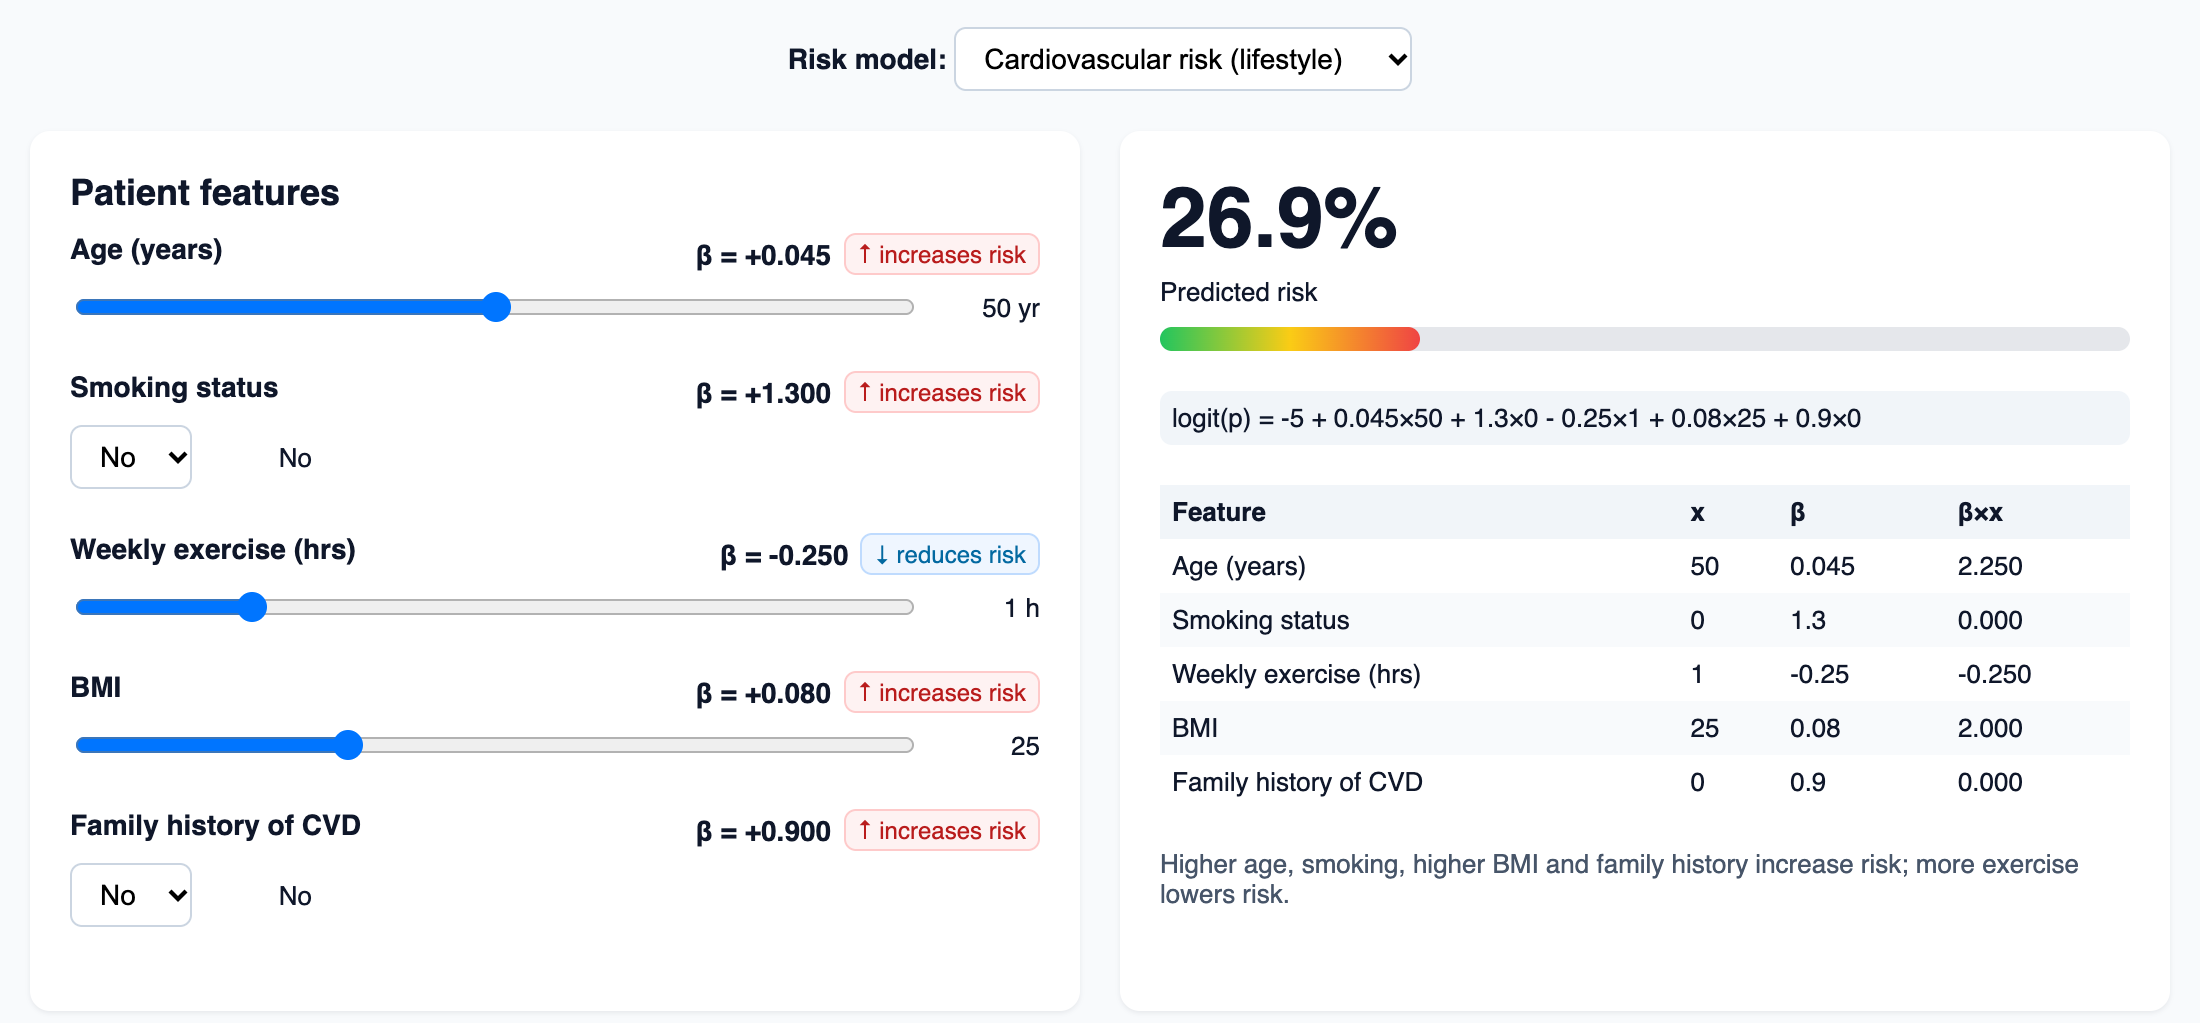 Risk model: Cardiovascular risk (lifestyle)
Patient features
Age (years) β = +0.045 ↑ increases risk
50 yr
Smoking status β = +1.300 ↑ increases risk
No No
Weekly exercise (hrs) β = -0.250 ↓ reduces risk
1 h
BMI β = +0.080 ↑ increases risk
25
Family history of CVD β = +0.900 ↑ increases risk
No No
26.9%
Predicted risk
logit(p) = -5 + 0.045×50 + 1.3×0 - 0.25×1 + 0.08×25 + 0.9×0
Feature x β β×x
Age (years) 50 0.045 2.250
Smoking status 0 1.3 0.000
Weekly exercise (hrs) 1 -0.25 -0.250
BMI 25 0.08 2.000
Family history of CVD 0 0.9 0.000
Higher age, smoking, higher BMI and family history increase risk; more exercise
lowers risk.